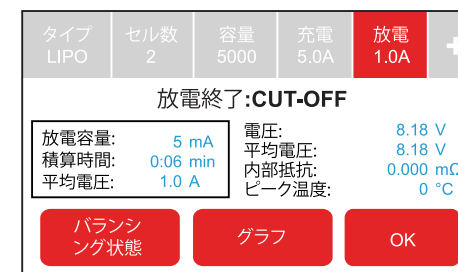 タイプ セル数 容量 充電 放電
LIPO 2 5000 5.0A 1.0A +
放電終了:CUT-OFF
放電容量: 5 mA
積算時間: 0:06 min
平均電圧: 1.0 A
電圧: 8.18 V
平均電圧: 8.18 V
内部抵抗: 0.000 mΩ
ピーク温度: 0 °C
バランシ
ング状態
グラフ
OK